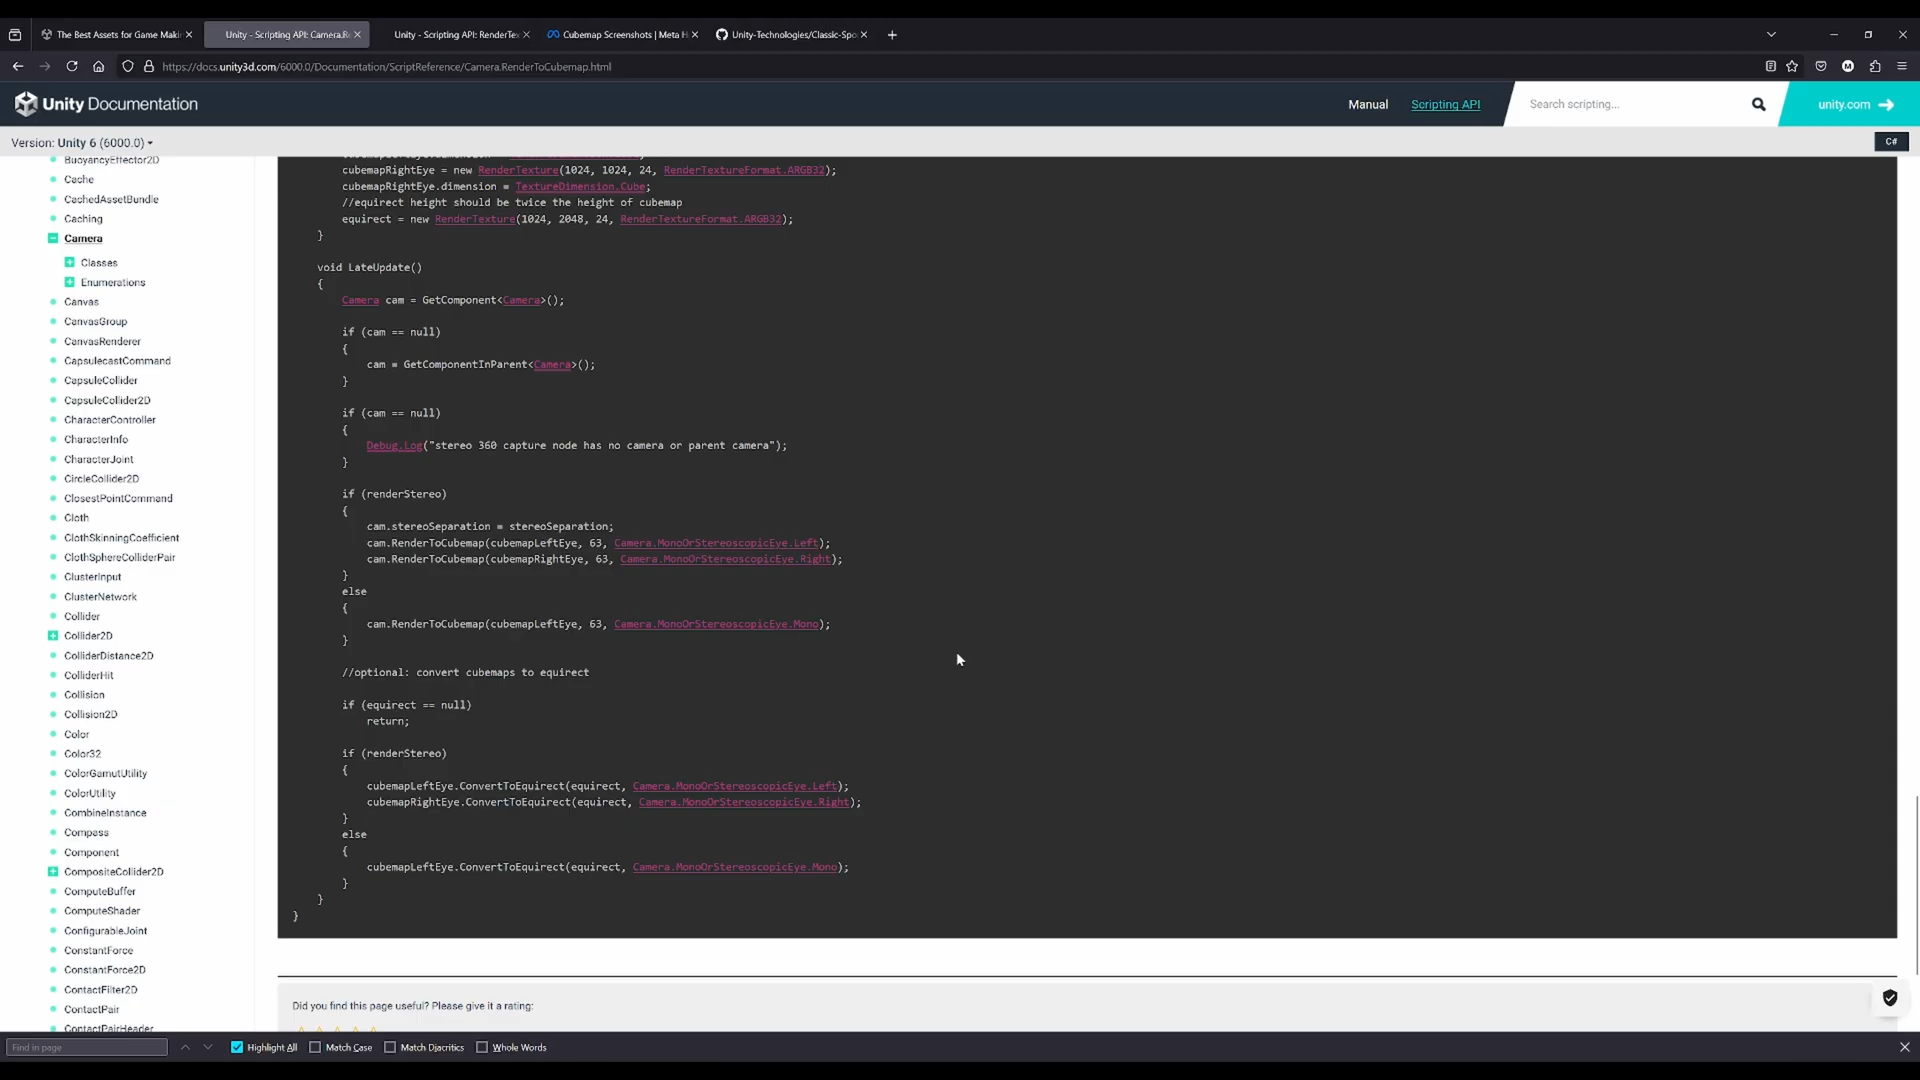 The Best Assets for Game Makin
Unity - Scripting API: Camera.Re
Unity - Scripting API: RenderTex
Cubemap Screenshots | Meta H
Unity-Technologies/Classic-Spo
https://docs.unity3d.com/6000.0/Documentation/ScriptReference/Camera.RenderToCubemap.html
Unity Documentation
Manual
Scripting API
Search scripting...
unity.com
Version: Unity 6 (6000.0)
C#
BuoyancyEffector2D
Cache
CachedAssetBundle
Caching
Camera
Classes
Enumerations
Canvas
CanvasGroup
CanvasRenderer
CapsulecastCommand
CapsuleCollider
CapsuleCollider2D
CharacterController
CharacterInfo
CharacterJoint
CircleCollider2D
ClosestPointCommand
Cloth
ClothSkinningCoefficient
ClothSphereColliderPair
ClusterInput
ClusterNetwork
Collider
Collider2D
ColliderDistance2D
ColliderHit
Collision
Collision2D
Color
Color32
ColorGamutUtility
ColorUtility
CombineInstance
Compass
Component
CompositeCollider2D
ComputeBuffer
ComputeShader
ConfigurableJoint
ConstantForce
ConstantForce2D
ContactFilter2D
ContactPair
ContactPairHeader
cubemapRightEye = new RenderTexture(1024, 1024, 24, RenderTextureFormat.ARGB32);
cubemapRightEye.dimension = TextureDimension.Cube;
//equirect height should be twice the height of cubemap
equirect = new RenderTexture(1024, 2048, 24, RenderTextureFormat.ARGB32);
}
void LateUpdate()
{
Camera cam = GetComponent<Camera>();
if (cam == null)
{
cam = GetComponentInParent<Camera>();
}
if (cam == null)
{
Debug.Log("stereo 360 capture node has no camera or parent camera");
}
if (renderStereo)
{
cam.stereoSeparation = stereoSeparation;
cam.RenderToCubemap(cubemapLeftEye, 63, Camera.MonoOrStereoscopicEye.Left);
cam.RenderToCubemap(cubemapRightEye, 63, Camera.MonoOrStereoscopicEye.Right);
}
else
{
cam.RenderToCubemap(cubemapLeftEye, 63, Camera.MonoOrStereoscopicEye.Mono);
}
//optional: convert cubemaps to equirect
if (equirect == null)
return;
if (renderStereo)
{
cubemapLeftEye.ConvertToEquirect(equirect, Camera.MonoOrStereoscopicEye.Left);
cubemapRightEye.ConvertToEquirect(equirect, Camera.MonoOrStereoscopicEye.Right);
}
else
{
cubemapLeftEye.ConvertToEquirect(equirect, Camera.MonoOrStereoscopicEye.Mono);
}
}
}
Did you find this page useful? Please give it a rating:
Find in page
Highlight All
Match Case
Match Diacritics
Whole Words